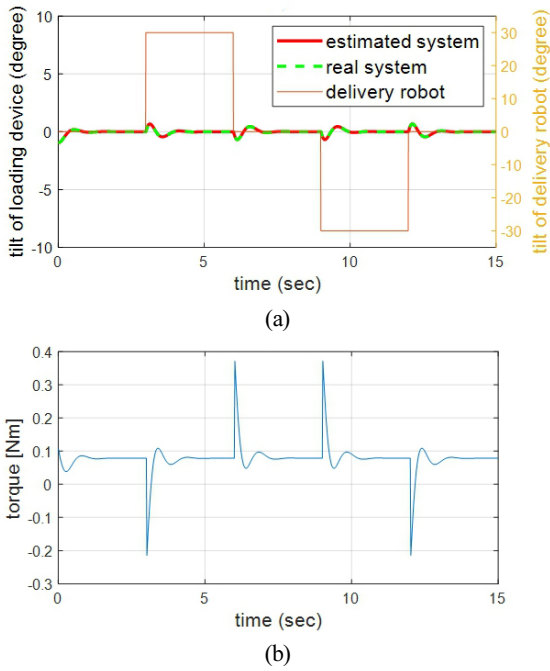 10
5
0
-5
-10
tilt of loading device (degree)
estimated system
real system
delivery robot
30
20
10
0
-10
-20
-30
tilt of delivery robot (degree)
0 5 10 15
time (sec)
(a)
0.4
0.3
0.2
0.1
0
-0.1
-0.2
-0.3
torque [Nm]
0 5 10 15
time (sec)
(b)